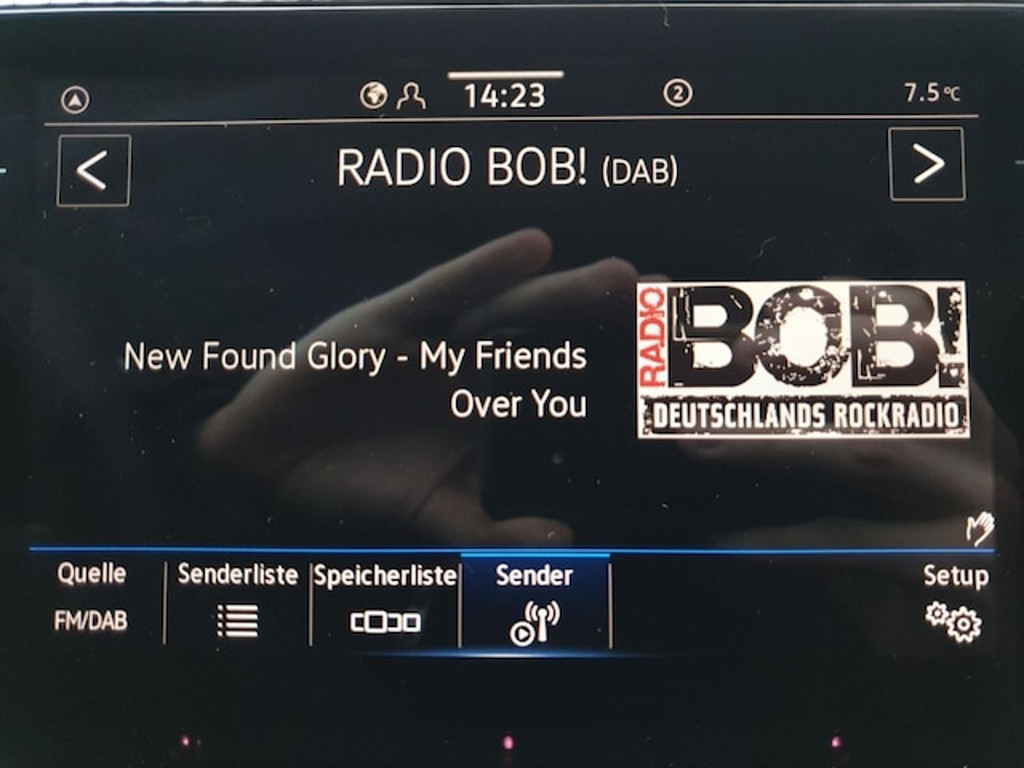 14:23 2 7.5°C
< RADIO BOB! (DAB) >
New Found Glory - My Friends
Over You
RADIO BOB!
DEUTSCHLANDS ROCKRADIO
Quelle Senderliste Speicherliste Sender Setup
FM/DAB